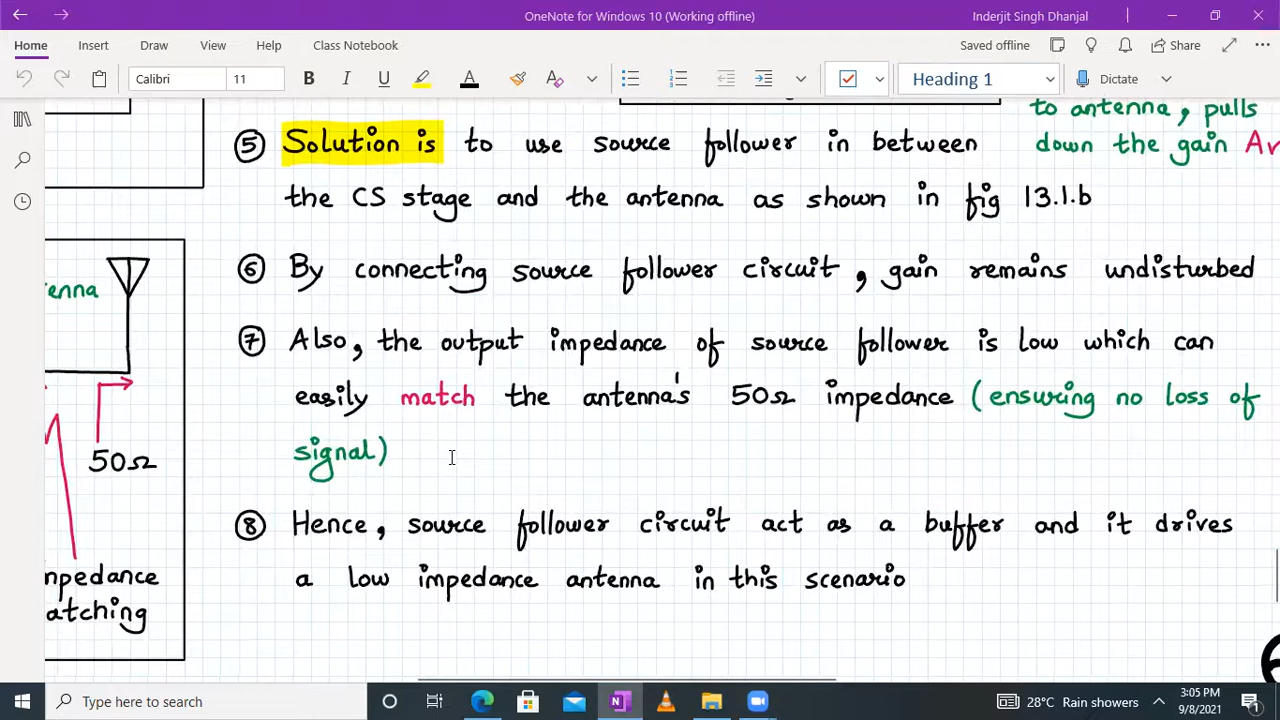 OneNote for Windows 10 (Working offline)
Inderjit Singh Dhanjal
Home Insert Draw View Help Class Notebook
Saved offline
Share
Calibri 11 B I U A
Heading 1
Dictate
to antenna, pulls
down the gain Ar
⑤ Solution is to use source follower in between
the CS stage and the antenna as shown in fig 13.1.b
⑥ By connecting source follower circuit, gain remains undisturbed
⑦ Also, the output impedance of source follower is low which can
easily match the antenna's 50Ω impedance (ensuring no loss of
signal)
⑧ Hence, source follower circuit act as a buffer and it drives
a low impedance antenna in this scenario
enna
50Ω
mpedance
atching
Type here to search
28°C Rain showers
3:05 PM
9/8/2021